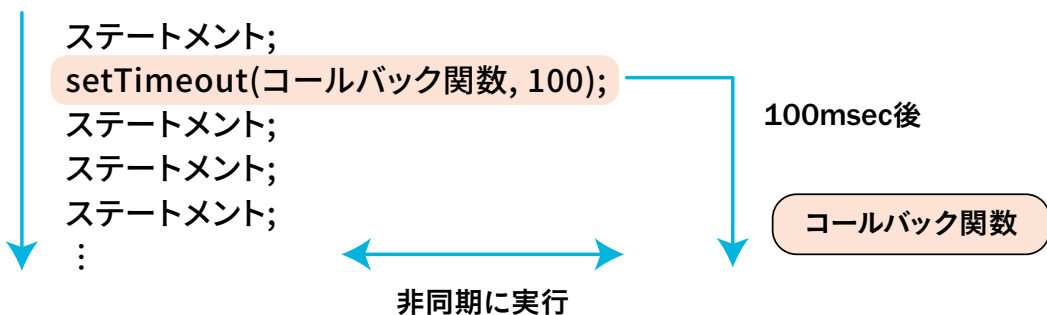 ステートメント;
setTimeout(コールバック関数, 100);
ステートメント;
ステートメント;
ステートメント;
⋮
100msec後
コールバック関数
非同期に実行